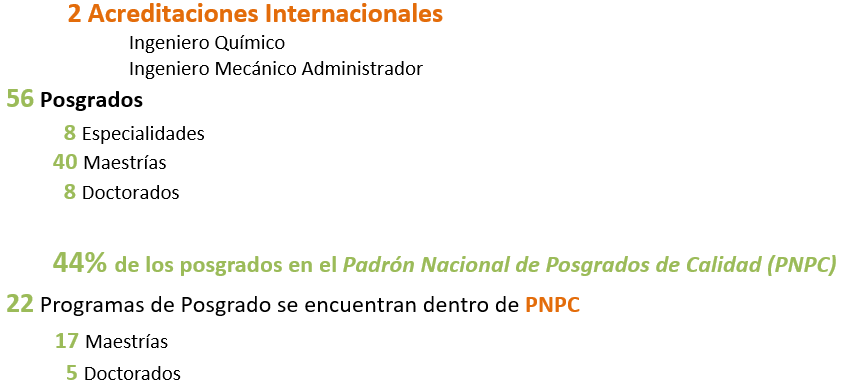 2 Acreditaciones Internacionales
Ingeniero Químico
Ingeniero Mecánico Administrador
56 Posgrados
8 Especialidades
40 Maestrías
8 Doctorados
44% de los posgrados en el Padrón Nacional de Posgrados de Calidad (PNPC)
22 Programas de Posgrado se encuentran dentro de PNPC
17 Maestrías
5 Doctorados